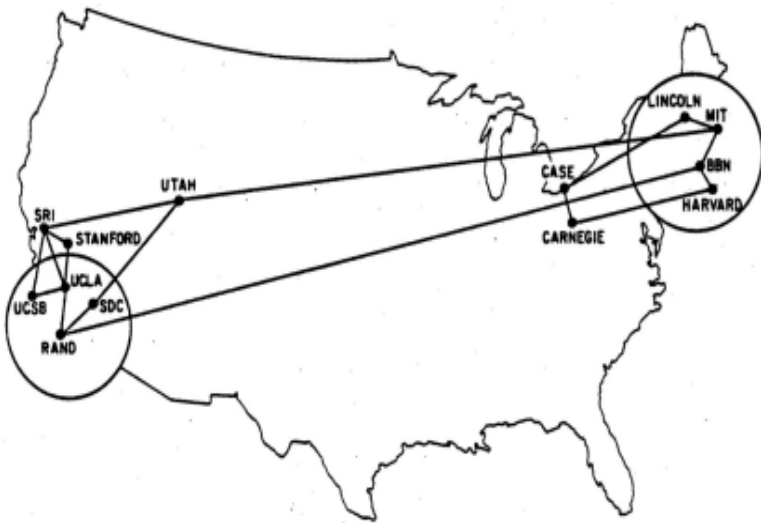 LINCOLN
MIT
BBN
CASE
HARVARD
CARNEGIE
UTAH
SRI
STANFORD
UCLA
UCSB
SDC
RAND